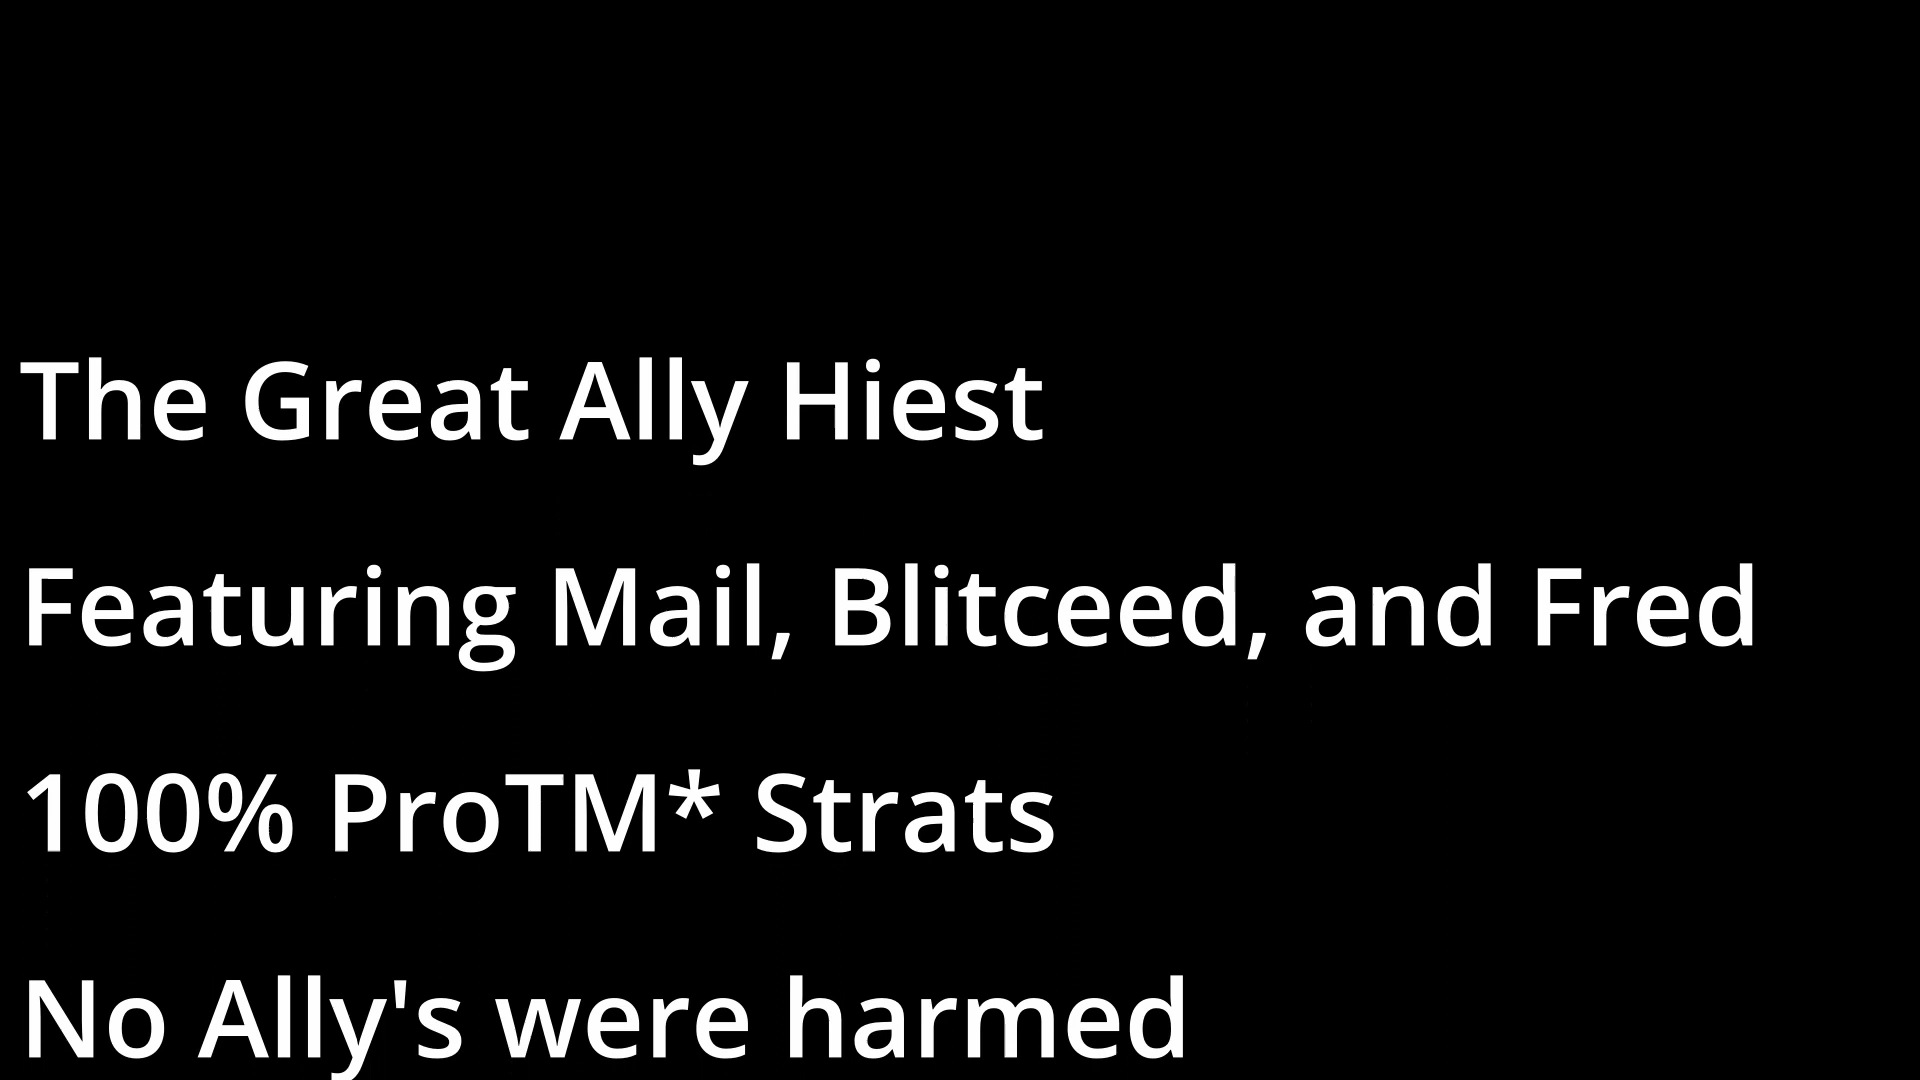 The Great Ally Hiest
Featuring Mail, Blitceed, and Fred
100% ProTM* Strats
No Ally's were harmed